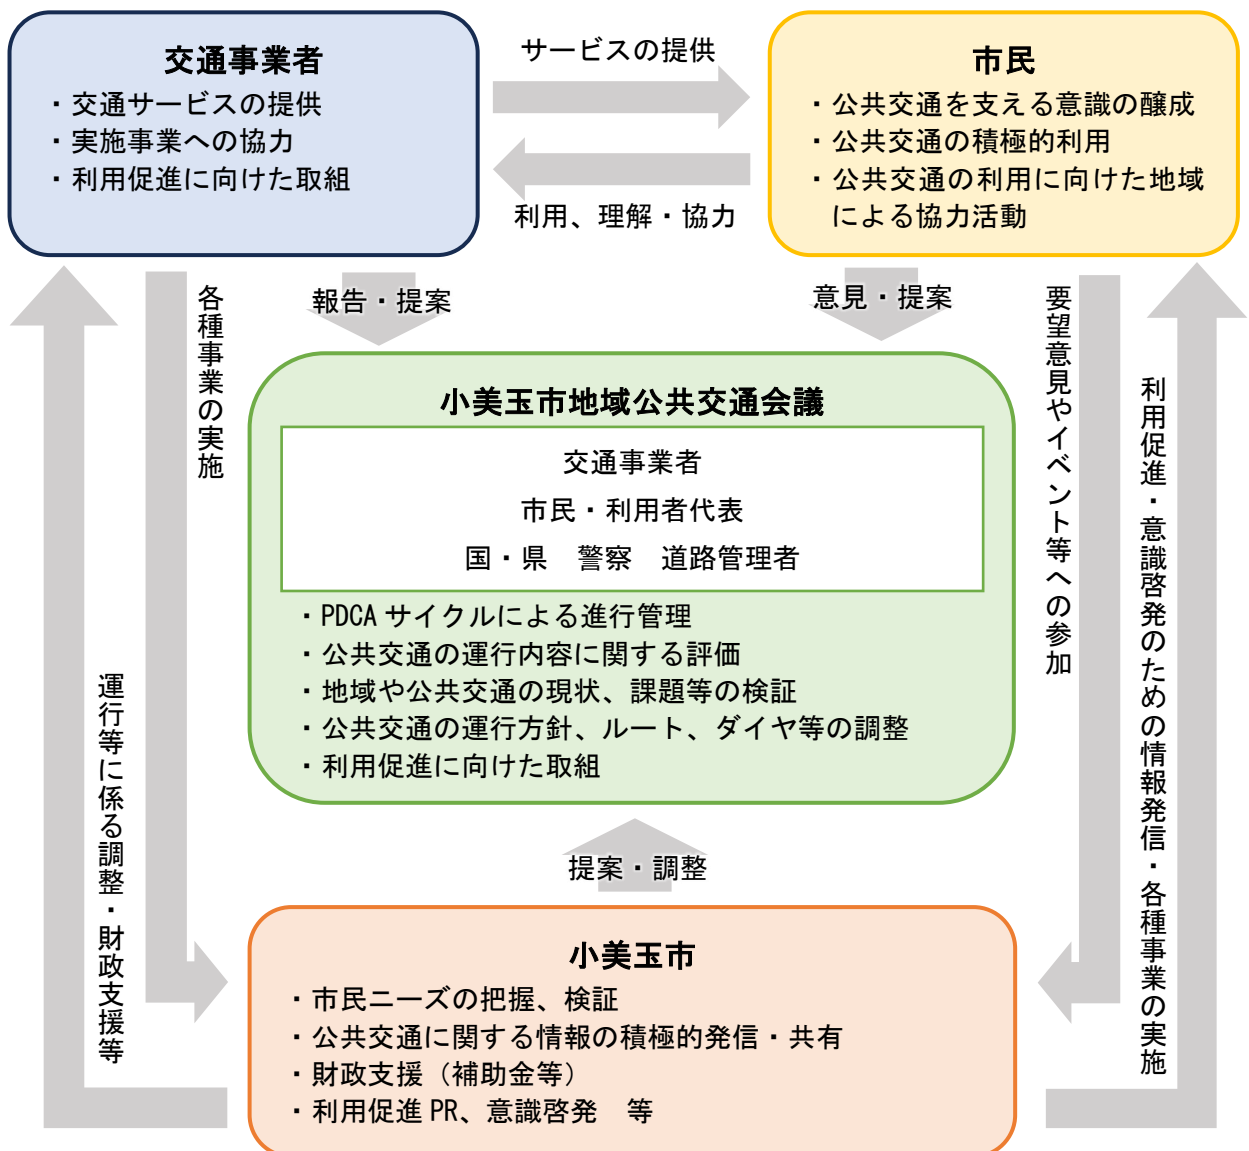 交通事業者
・交通サービスの提供
・実施事業への協力
・利用促進に向けた取組
サービスの提供
利用、理解・協力
市民
・公共交通を支える意識の醸成
・公共交通の積極的利用
・公共交通の利用に向けた地域
による協力活動
各種事業の実施
報告・提案
意見・提案
要望意見やイベント等への参加
利用促進・意識啓発のための情報発信・各種事業の実施
小美玉市地域公共交通会議
交通事業者
市民・利用者代表
国・県　警察　道路管理者
・PDCA サイクルによる進行管理
・公共交通の運行内容に関する評価
・地域や公共交通の現状、課題等の検証
・公共交通の運行方針、ルート、ダイヤ等の調整
・利用促進に向けた取組
運行等に係る調整・財政支援等
提案・調整
小美玉市
・市民ニーズの把握、検証
・公共交通に関する情報の積極的発信・共有
・財政支援（補助金等）
・利用促進 PR、意識啓発　等